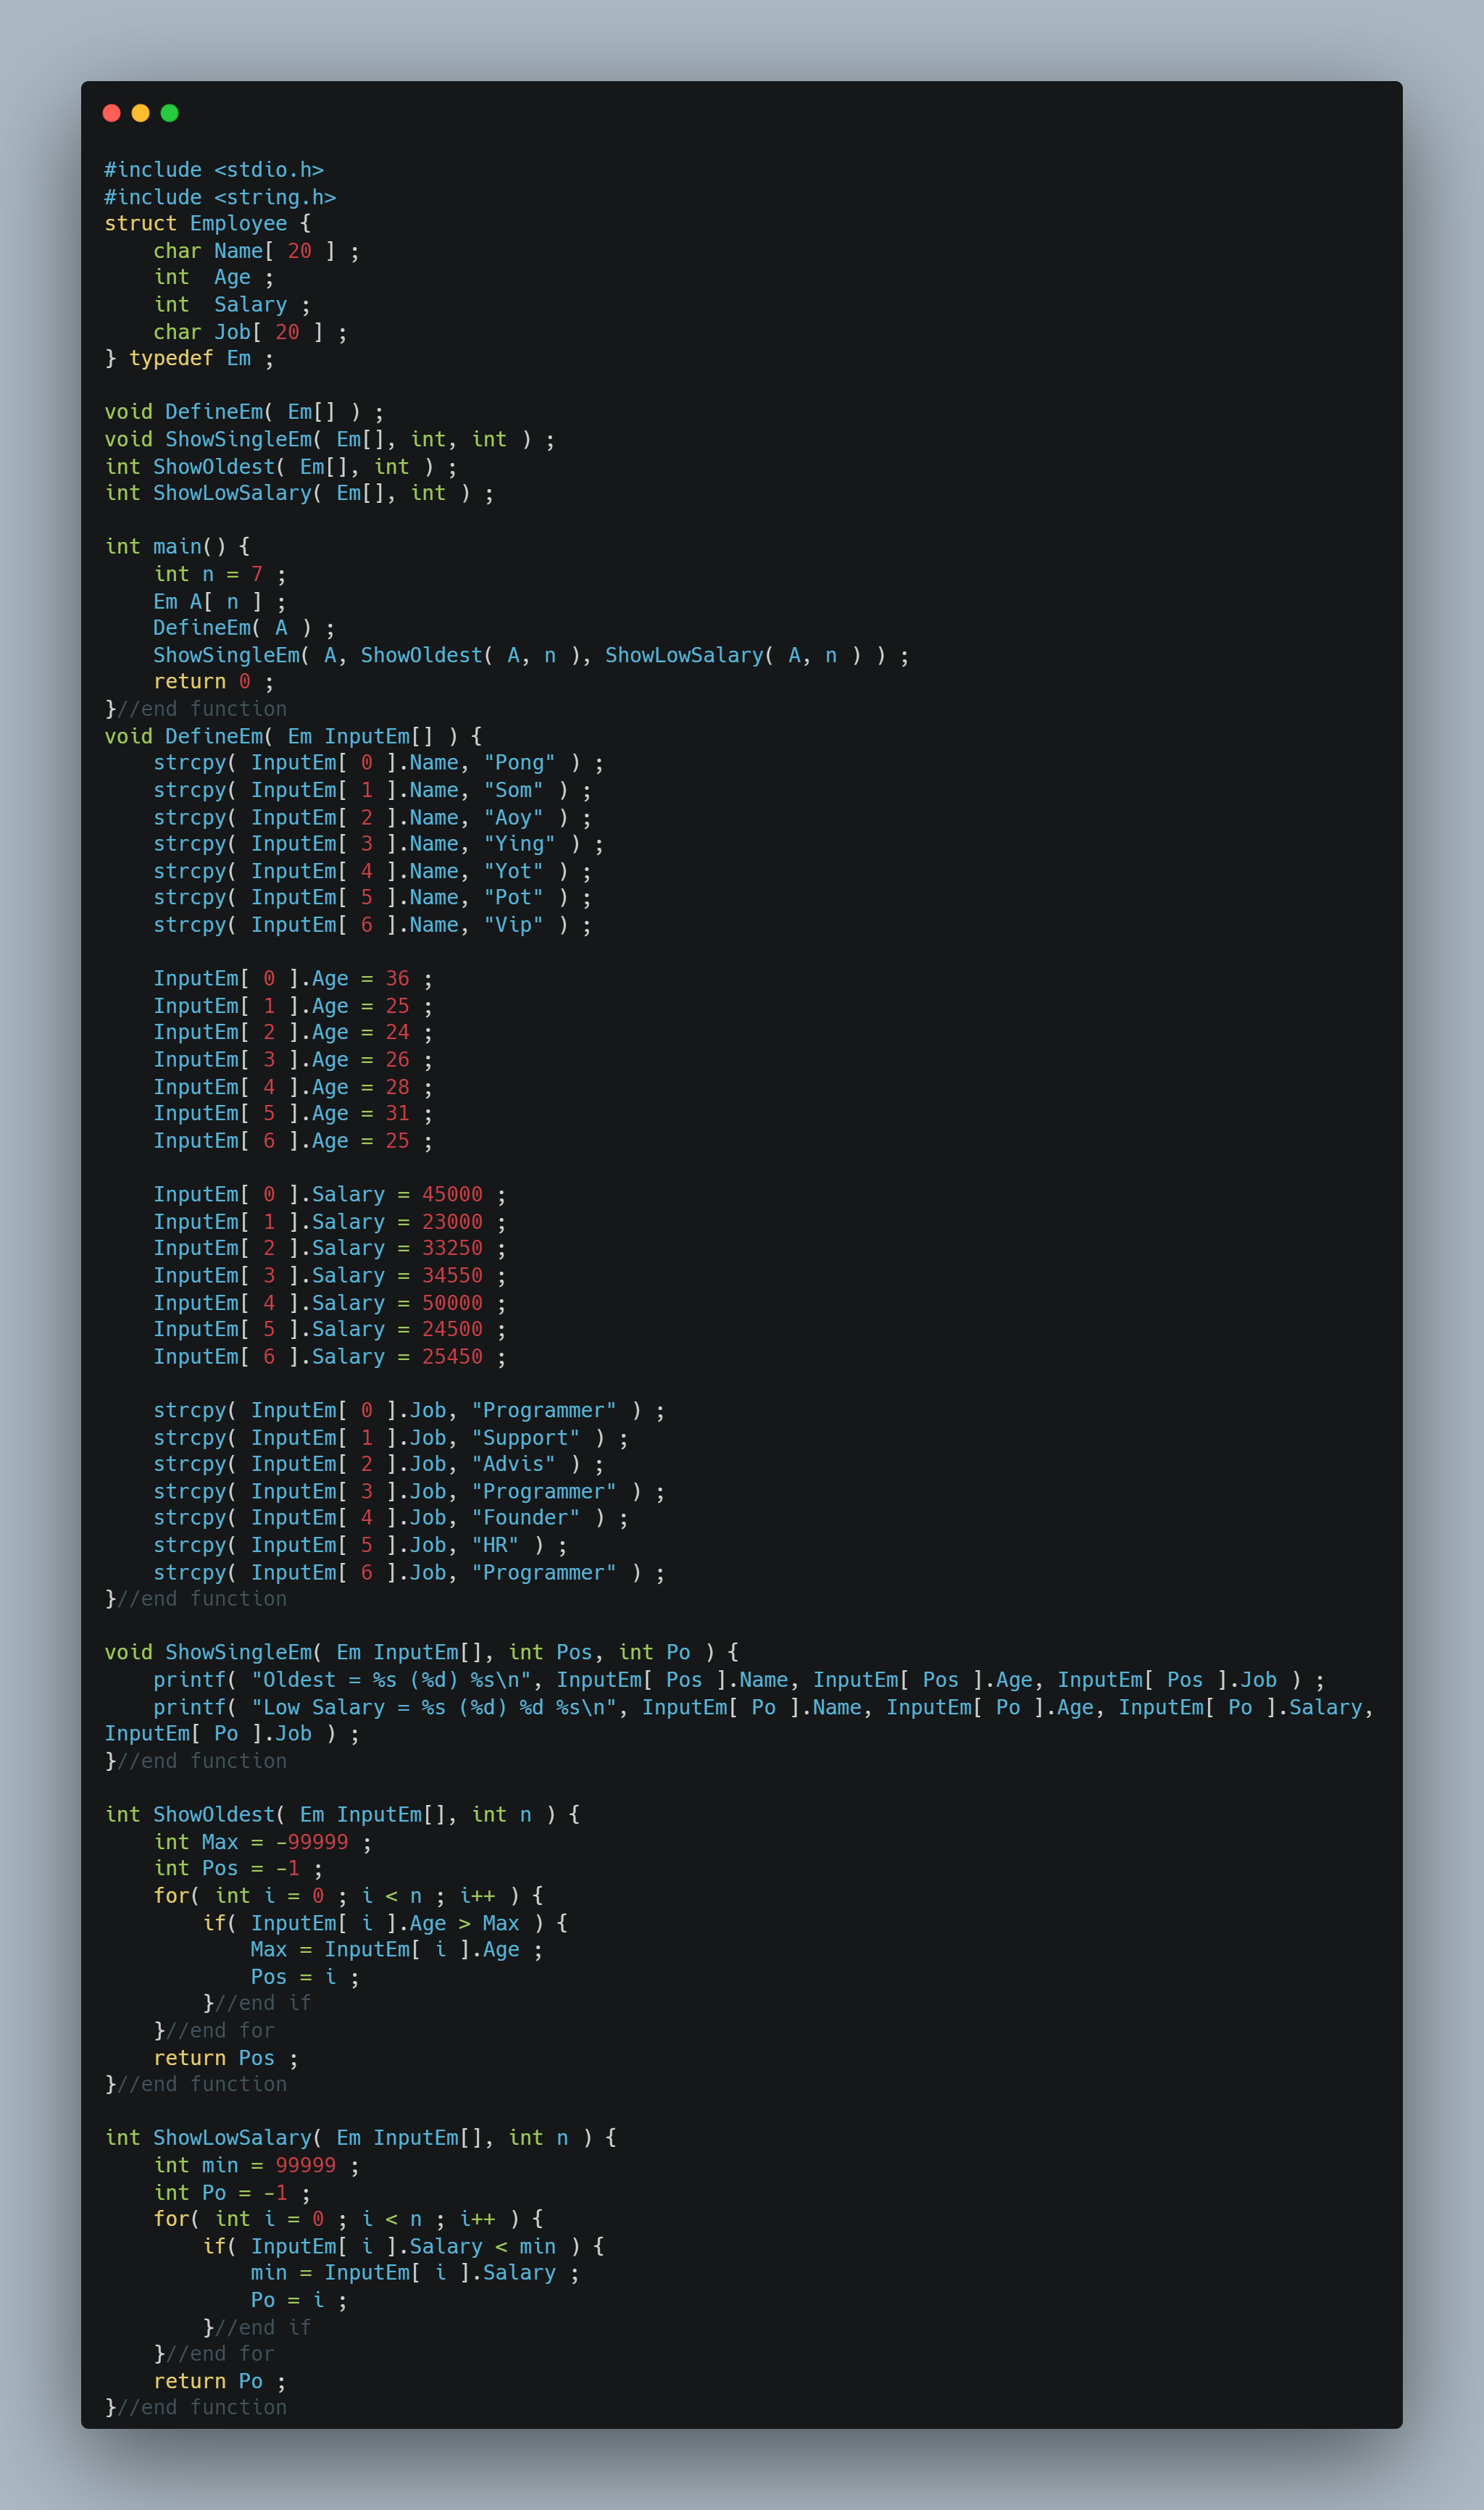 #include <stdio.h>
#include <string.h>
struct Employee {
    char Name[ 20 ] ;
    int  Age ;
    int  Salary ;
    char Job[ 20 ] ;
} typedef Em ;

void DefineEm( Em[] ) ;
void ShowSingleEm( Em[], int, int ) ;
int ShowOldest( Em[], int ) ;
int ShowLowSalary( Em[], int ) ;

int main() {
    int n = 7 ;
    Em A[ n ] ;
    DefineEm( A ) ;
    ShowSingleEm( A, ShowOldest( A, n ), ShowLowSalary( A, n ) ) ;
    return 0 ;
}//end function
void DefineEm( Em InputEm[] ) {
    strcpy( InputEm[ 0 ].Name, "Pong" ) ;
    strcpy( InputEm[ 1 ].Name, "Som" ) ;
    strcpy( InputEm[ 2 ].Name, "Aoy" ) ;
    strcpy( InputEm[ 3 ].Name, "Ying" ) ;
    strcpy( InputEm[ 4 ].Name, "Yot" ) ;
    strcpy( InputEm[ 5 ].Name, "Pot" ) ;
    strcpy( InputEm[ 6 ].Name, "Vip" ) ;

    InputEm[ 0 ].Age = 36 ;
    InputEm[ 1 ].Age = 25 ;
    InputEm[ 2 ].Age = 24 ;
    InputEm[ 3 ].Age = 26 ;
    InputEm[ 4 ].Age = 28 ;
    InputEm[ 5 ].Age = 31 ;
    InputEm[ 6 ].Age = 25 ;

    InputEm[ 0 ].Salary = 45000 ;
    InputEm[ 1 ].Salary = 23000 ;
    InputEm[ 2 ].Salary = 33250 ;
    InputEm[ 3 ].Salary = 34550 ;
    InputEm[ 4 ].Salary = 50000 ;
    InputEm[ 5 ].Salary = 24500 ;
    InputEm[ 6 ].Salary = 25450 ;

    strcpy( InputEm[ 0 ].Job, "Programmer" ) ;
    strcpy( InputEm[ 1 ].Job, "Support" ) ;
    strcpy( InputEm[ 2 ].Job, "Advis" ) ;
    strcpy( InputEm[ 3 ].Job, "Programmer" ) ;
    strcpy( InputEm[ 4 ].Job, "Founder" ) ;
    strcpy( InputEm[ 5 ].Job, "HR" ) ;
    strcpy( InputEm[ 6 ].Job, "Programmer" ) ;
}//end function

void ShowSingleEm( Em InputEm[], int Pos, int Po ) {
    printf( "Oldest = %s (%d) %s\n", InputEm[ Pos ].Name, InputEm[ Pos ].Age, InputEm[ Pos ].Job ) ;
    printf( "Low Salary = %s (%d) %d %s\n", InputEm[ Po ].Name, InputEm[ Po ].Age, InputEm[ Po ].Salary,
InputEm[ Po ].Job ) ;
}//end function

int ShowOldest( Em InputEm[], int n ) {
    int Max = -99999 ;
    int Pos = -1 ;
    for( int i = 0 ; i < n ; i++ ) {
        if( InputEm[ i ].Age > Max ) {
            Max = InputEm[ i ].Age ;
            Pos = i ;
        }//end if
    }//end for
    return Pos ;
}//end function

int ShowLowSalary( Em InputEm[], int n ) {
    int min = 99999 ;
    int Po = -1 ;
    for( int i = 0 ; i < n ; i++ ) {
        if( InputEm[ i ].Salary < min ) {
            min = InputEm[ i ].Salary ;
            Po = i ;
        }//end if
    }//end for
    return Po ;
}//end function